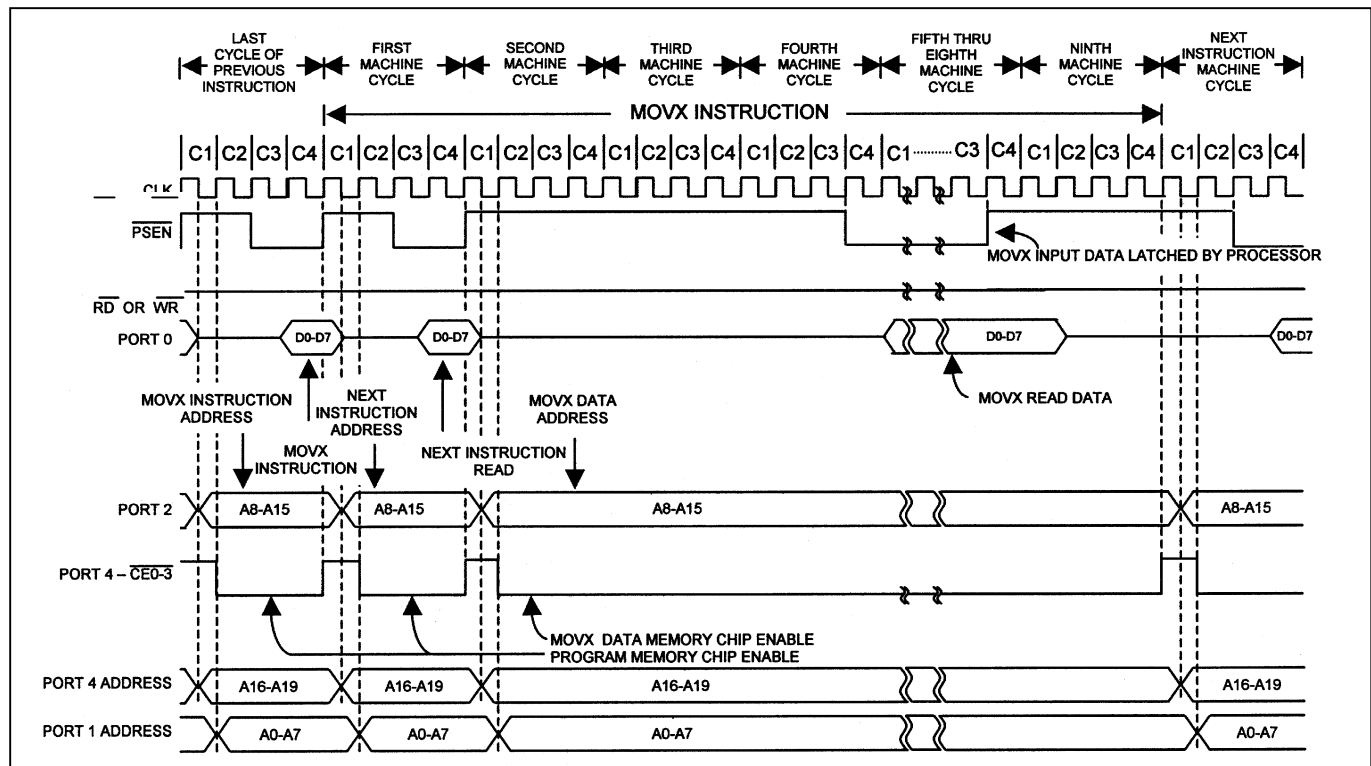 LAST
CYCLE OF
PREVIOUS
INSTRUCTION
FIRST
MACHINE
CYCLE
SECOND
MACHINE
CYCLE
THIRD
MACHINE
CYCLE
FOURTH
MACHINE
CYCLE
FIFTH THRU
EIGHTH
MACHINE
CYCLE
NINTH
MACHINE
CYCLE
NEXT
INSTRUCTION
MACHINE
CYCLE
MOVX INSTRUCTION
C1 C2 C3 C4 C1 C2 C3 C4 C1 C2 C3 C4 C1 C2 C3 C4 C1 C2 C3 C4 C1 .......... C3 C4 C1 C2 C3 C4 C1 C2 C3 C4
CLK
PSEN
MOVX INPUT DATA LATCHED BY PROCESSOR
RD OR WR
PORT 0
D0-D7
D0-D7
D0-D7
D0-D7
MOVX INSTRUCTION
ADDRESS
NEXT
INSTRUCTION
ADDRESS
MOVX DATA
ADDRESS
MOVX READ DATA
MOVX
INSTRUCTION
NEXT INSTRUCTION
READ
PORT 2
A8-A15
A8-A15
A8-A15
A8-A15
PORT 4 – CE0-3
MOVX DATA MEMORY CHIP ENABLE
PROGRAM MEMORY CHIP ENABLE
PORT 4 ADDRESS
A16-A19
A16-A19
A16-A19
A16-A19
PORT 1 ADDRESS
A0-A7
A0-A7
A0-A7
A0-A7